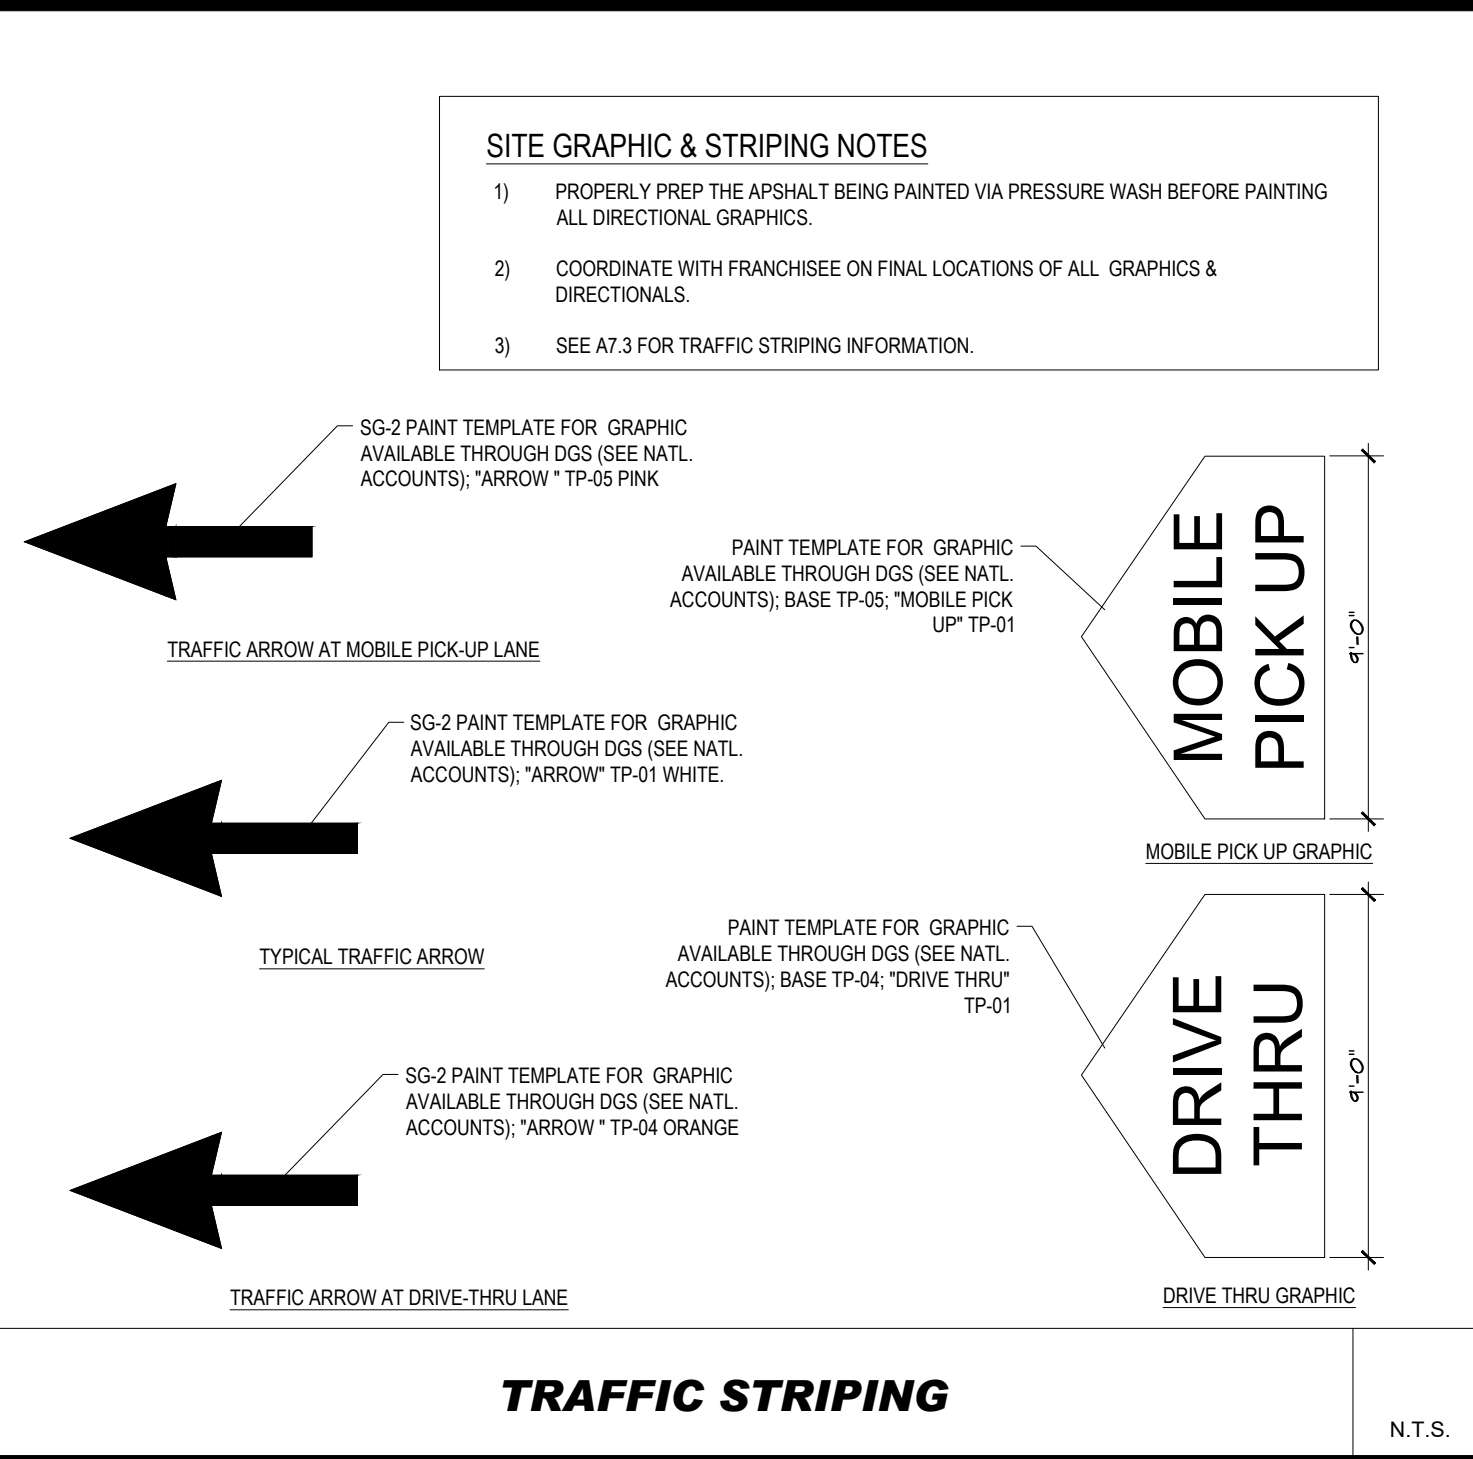 SITE GRAPHIC & STRIPING NOTES
1) PROPERLY PREP THE APSHALT BEING PAINTED VIA PRESSURE WASH BEFORE PAINTING
ALL DIRECTIONAL GRAPHICS.
2) COORDINATE WITH FRANCHISEE ON FINAL LOCATIONS OF ALL GRAPHICS &
DIRECTIONALS.
3) SEE A7.3 FOR TRAFFIC STRIPING INFORMATION.
SG-2 PAINT TEMPLATE FOR GRAPHIC
AVAILABLE THROUGH DGS (SEE NATL.
ACCOUNTS); "ARROW " TP-05 PINK
TRAFFIC ARROW AT MOBILE PICK-UP LANE
PAINT TEMPLATE FOR GRAPHIC
AVAILABLE THROUGH DGS (SEE NATL.
ACCOUNTS); BASE TP-05; "MOBILE PICK
UP" TP-01
MOBILE
PICK UP
9'-0"
MOBILE PICK UP GRAPHIC
SG-2 PAINT TEMPLATE FOR GRAPHIC
AVAILABLE THROUGH DGS (SEE NATL.
ACCOUNTS); "ARROW" TP-01 WHITE.
TYPICAL TRAFFIC ARROW
PAINT TEMPLATE FOR GRAPHIC
AVAILABLE THROUGH DGS (SEE NATL.
ACCOUNTS); BASE TP-04; "DRIVE THRU"
TP-01
DRIVE
THRU
9'-0"
DRIVE THRU GRAPHIC
SG-2 PAINT TEMPLATE FOR GRAPHIC
AVAILABLE THROUGH DGS (SEE NATL.
ACCOUNTS); "ARROW " TP-04 ORANGE
TRAFFIC ARROW AT DRIVE-THRU LANE
TRAFFIC STRIPING
N.T.S.